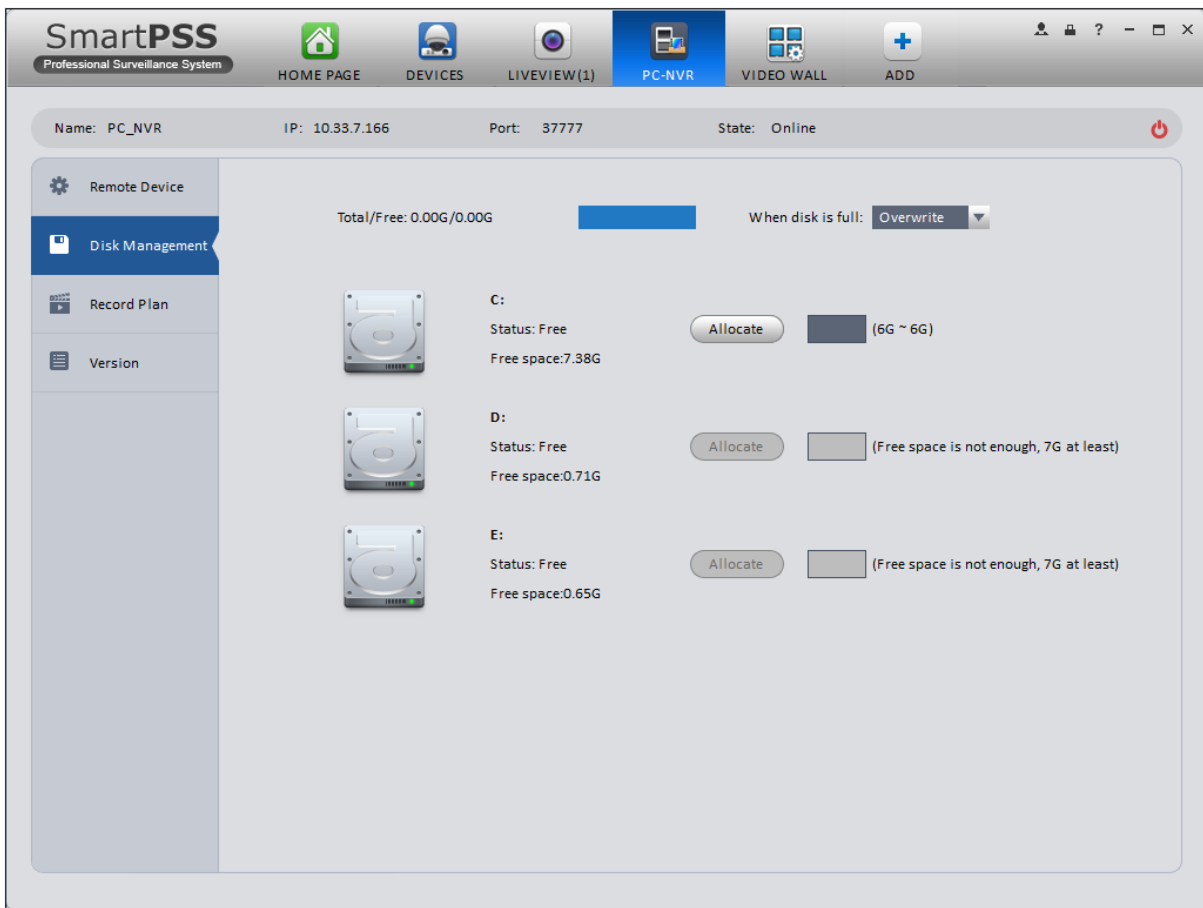 SmartPSS
Professional Surveillance System
HOME PAGE
DEVICES
LIVEVIEW(1)
PC-NVR
VIDEO WALL
ADD
Name: PC_NVR
IP: 10.33.7.166
Port: 37777
State: Online
Remote Device
Disk Management
Record Plan
Version
Total/Free: 0.00G/0.00G
When disk is full: Overwrite
C:
Status: Free
Free space:7.38G
Allocate
(6G ~ 6G)
D:
Status: Free
Free space:0.71G
Allocate
(Free space is not enough, 7G at least)
E:
Status: Free
Free space:0.65G
Allocate
(Free space is not enough, 7G at least)